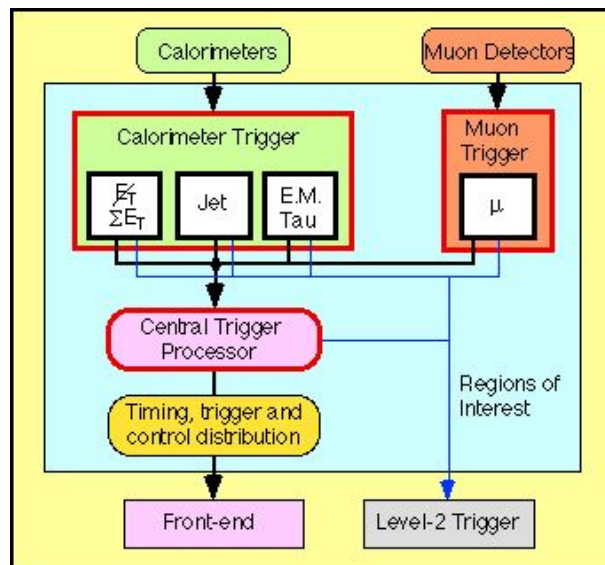 Calorimeters
Muon Detectors
Calorimeter Trigger
Muon
Trigger
E̸T
ΣET
Jet
E.M.
Tau
μ
Central Trigger
Processor
Regions of
Interest
Timing, trigger and
control distribution
Front-end
Level-2 Trigger